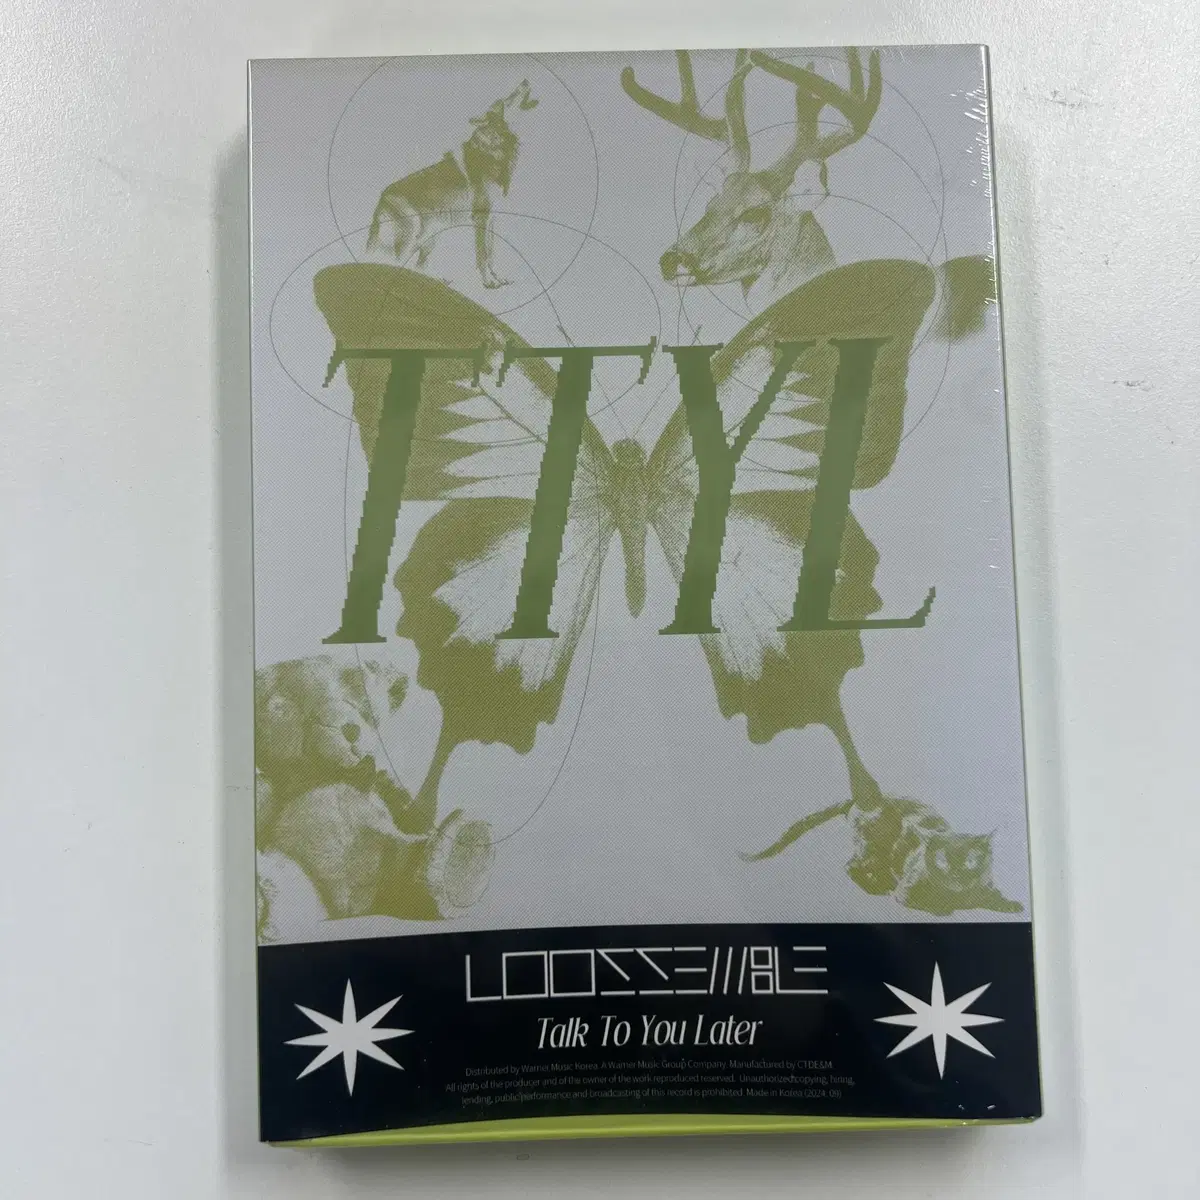 TTYL
LOOSSEMBLE
Talk To You Later
Distributed by Warner Music Korea. A Warner Music Group Company. Manufactured by CTDE&M.
All rights of the producer and of the owner of the work reproduced reserved. Unauthorized copying, hiring,
lending, public performance and broadcasting of this record is prohibited. Made in Korea (2024. 09)